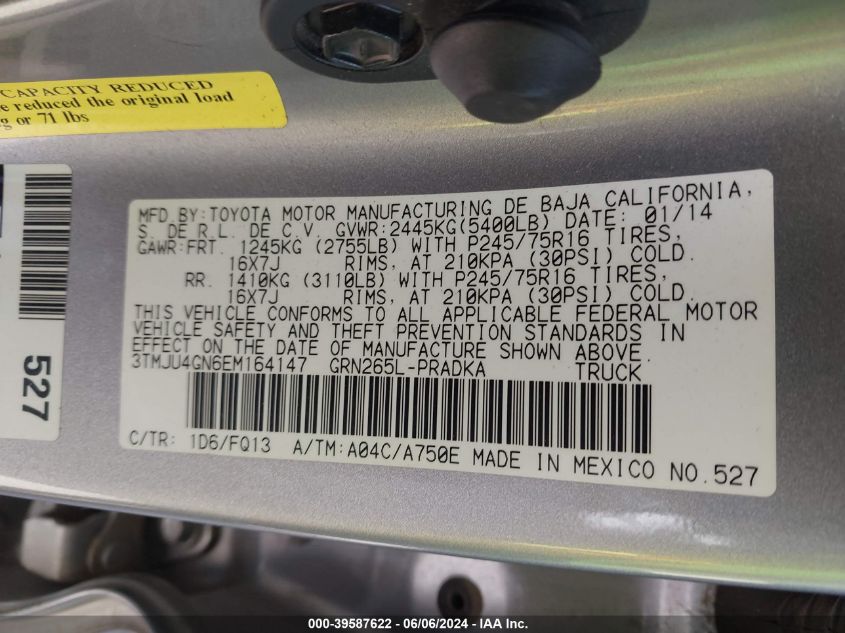 CAPACITY REDUCED
reduced the original load
or 71 lbs
MFD.BY:TOYOTA MOTOR MANUFACTURING DE BAJA CALIFORNIA,
S. DE R.L. DE C.V. GVWR:2445KG(5400LB) DATE: 01/14
GAWR:FRT. 1245KG (2755LB) WITH P245/75R16 TIRES,
16X7J RIMS, AT 210KPA (30PSI) COLD.
RR. 1410KG (3110LB) WITH P245/75R16 TIRES,
16X7J RIMS, AT 210KPA (30PSI) COLD.
THIS VEHICLE CONFORMS TO ALL APPLICABLE FEDERAL MOTOR
VEHICLE SAFETY AND THEFT PREVENTION STANDARDS IN
EFFECT ON THE DATE OF MANUFACTURE SHOWN ABOVE.
3TMJU4GN6EM164147 GRN265L-PRADKA TRUCK
C/TR: 1D6/FQ13 A/TM:A04C/A750E MADE IN MEXICO NO.527
527
000-39587622 - 06/06/2024 - IAAI Inc.